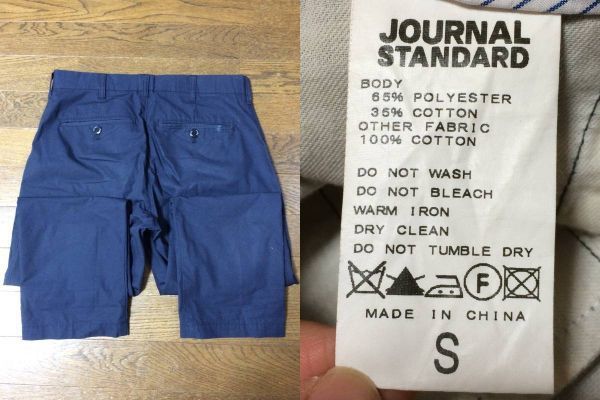 JOURNAL
STANDARD
BODY
65% POLYESTER
35% COTTON
OTHER FABRIC
100% COTTON
DO NOT WASH
DO NOT BLEACH
WARM IRON
DRY CLEAN
DO NOT TUMBLE DRY
F
MADE IN CHINA
S